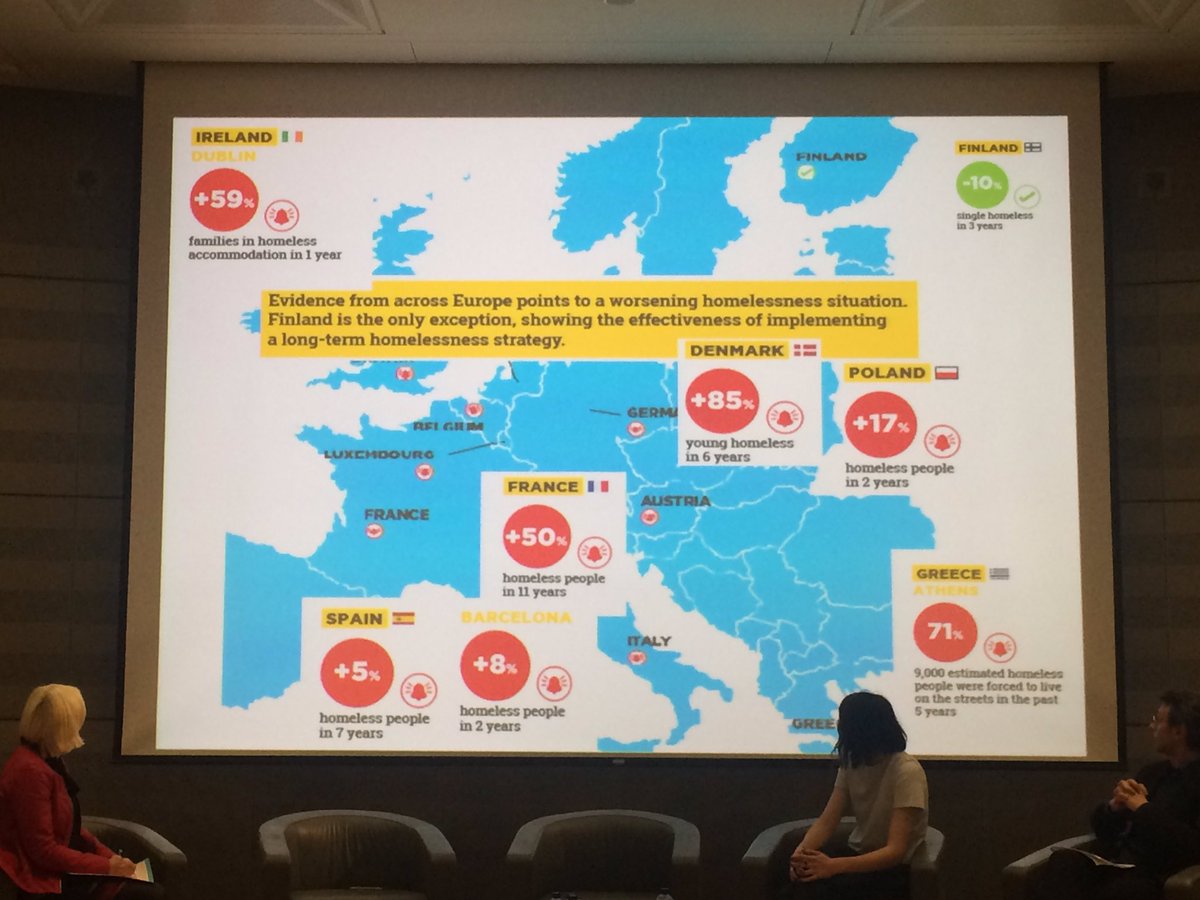 IRELAND
DUBLIN
+59%
families in homeless
accommodation in 1 year
FINLAND
FINLAND
-10%
single homeless
in 3 years
Evidence from across Europe points to a worsening homelessness situation.
Finland is the only exception, showing the effectiveness of implementing
a long-term homelessness strategy.
DENMARK
+85%
young homeless
in 6 years
POLAND
+17%
homeless people
in 2 years
GERMA
BELGIUM
LUXEMBOURG
FRANCE
FRANCE
+50%
homeless people
in 11 years
AUSTRIA
SPAIN
+5%
homeless people
in 7 years
BARCELONA
+8%
homeless people
in 2 years
ITALY
GREECE
ATHENS
71%
9,000 estimated homeless
people were forced to live
on the streets in the past
5 years
GREE